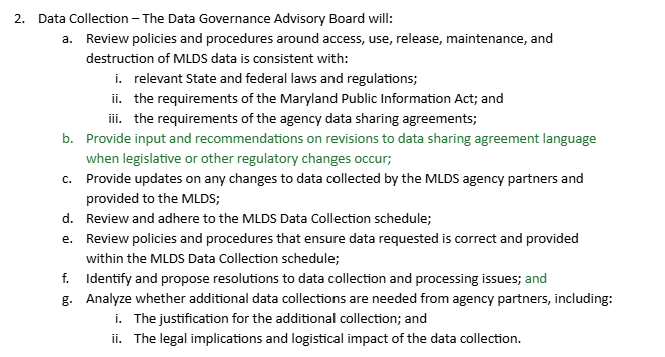 2. Data Collection – The Data Governance Advisory Board will:
a. Review policies and procedures around access, use, release, maintenance, and
destruction of MLDS data is consistent with:
i. relevant State and federal laws and regulations;
ii. the requirements of the Maryland Public Information Act; and
iii. the requirements of the agency data sharing agreements;
b. Provide input and recommendations on revisions to data sharing agreement language
when legislative or other regulatory changes occur;
c. Provide updates on any changes to data collected by the MLDS agency partners and
provided to the MLDS;
d. Review and adhere to the MLDS Data Collection schedule;
e. Review policies and procedures that ensure data requested is correct and provided
within the MLDS Data Collection schedule;
f. Identify and propose resolutions to data collection and processing issues; and
g. Analyze whether additional data collections are needed from agency partners, including:
i. The justification for the additional collection; and
ii. The legal implications and logistical impact of the data collection.